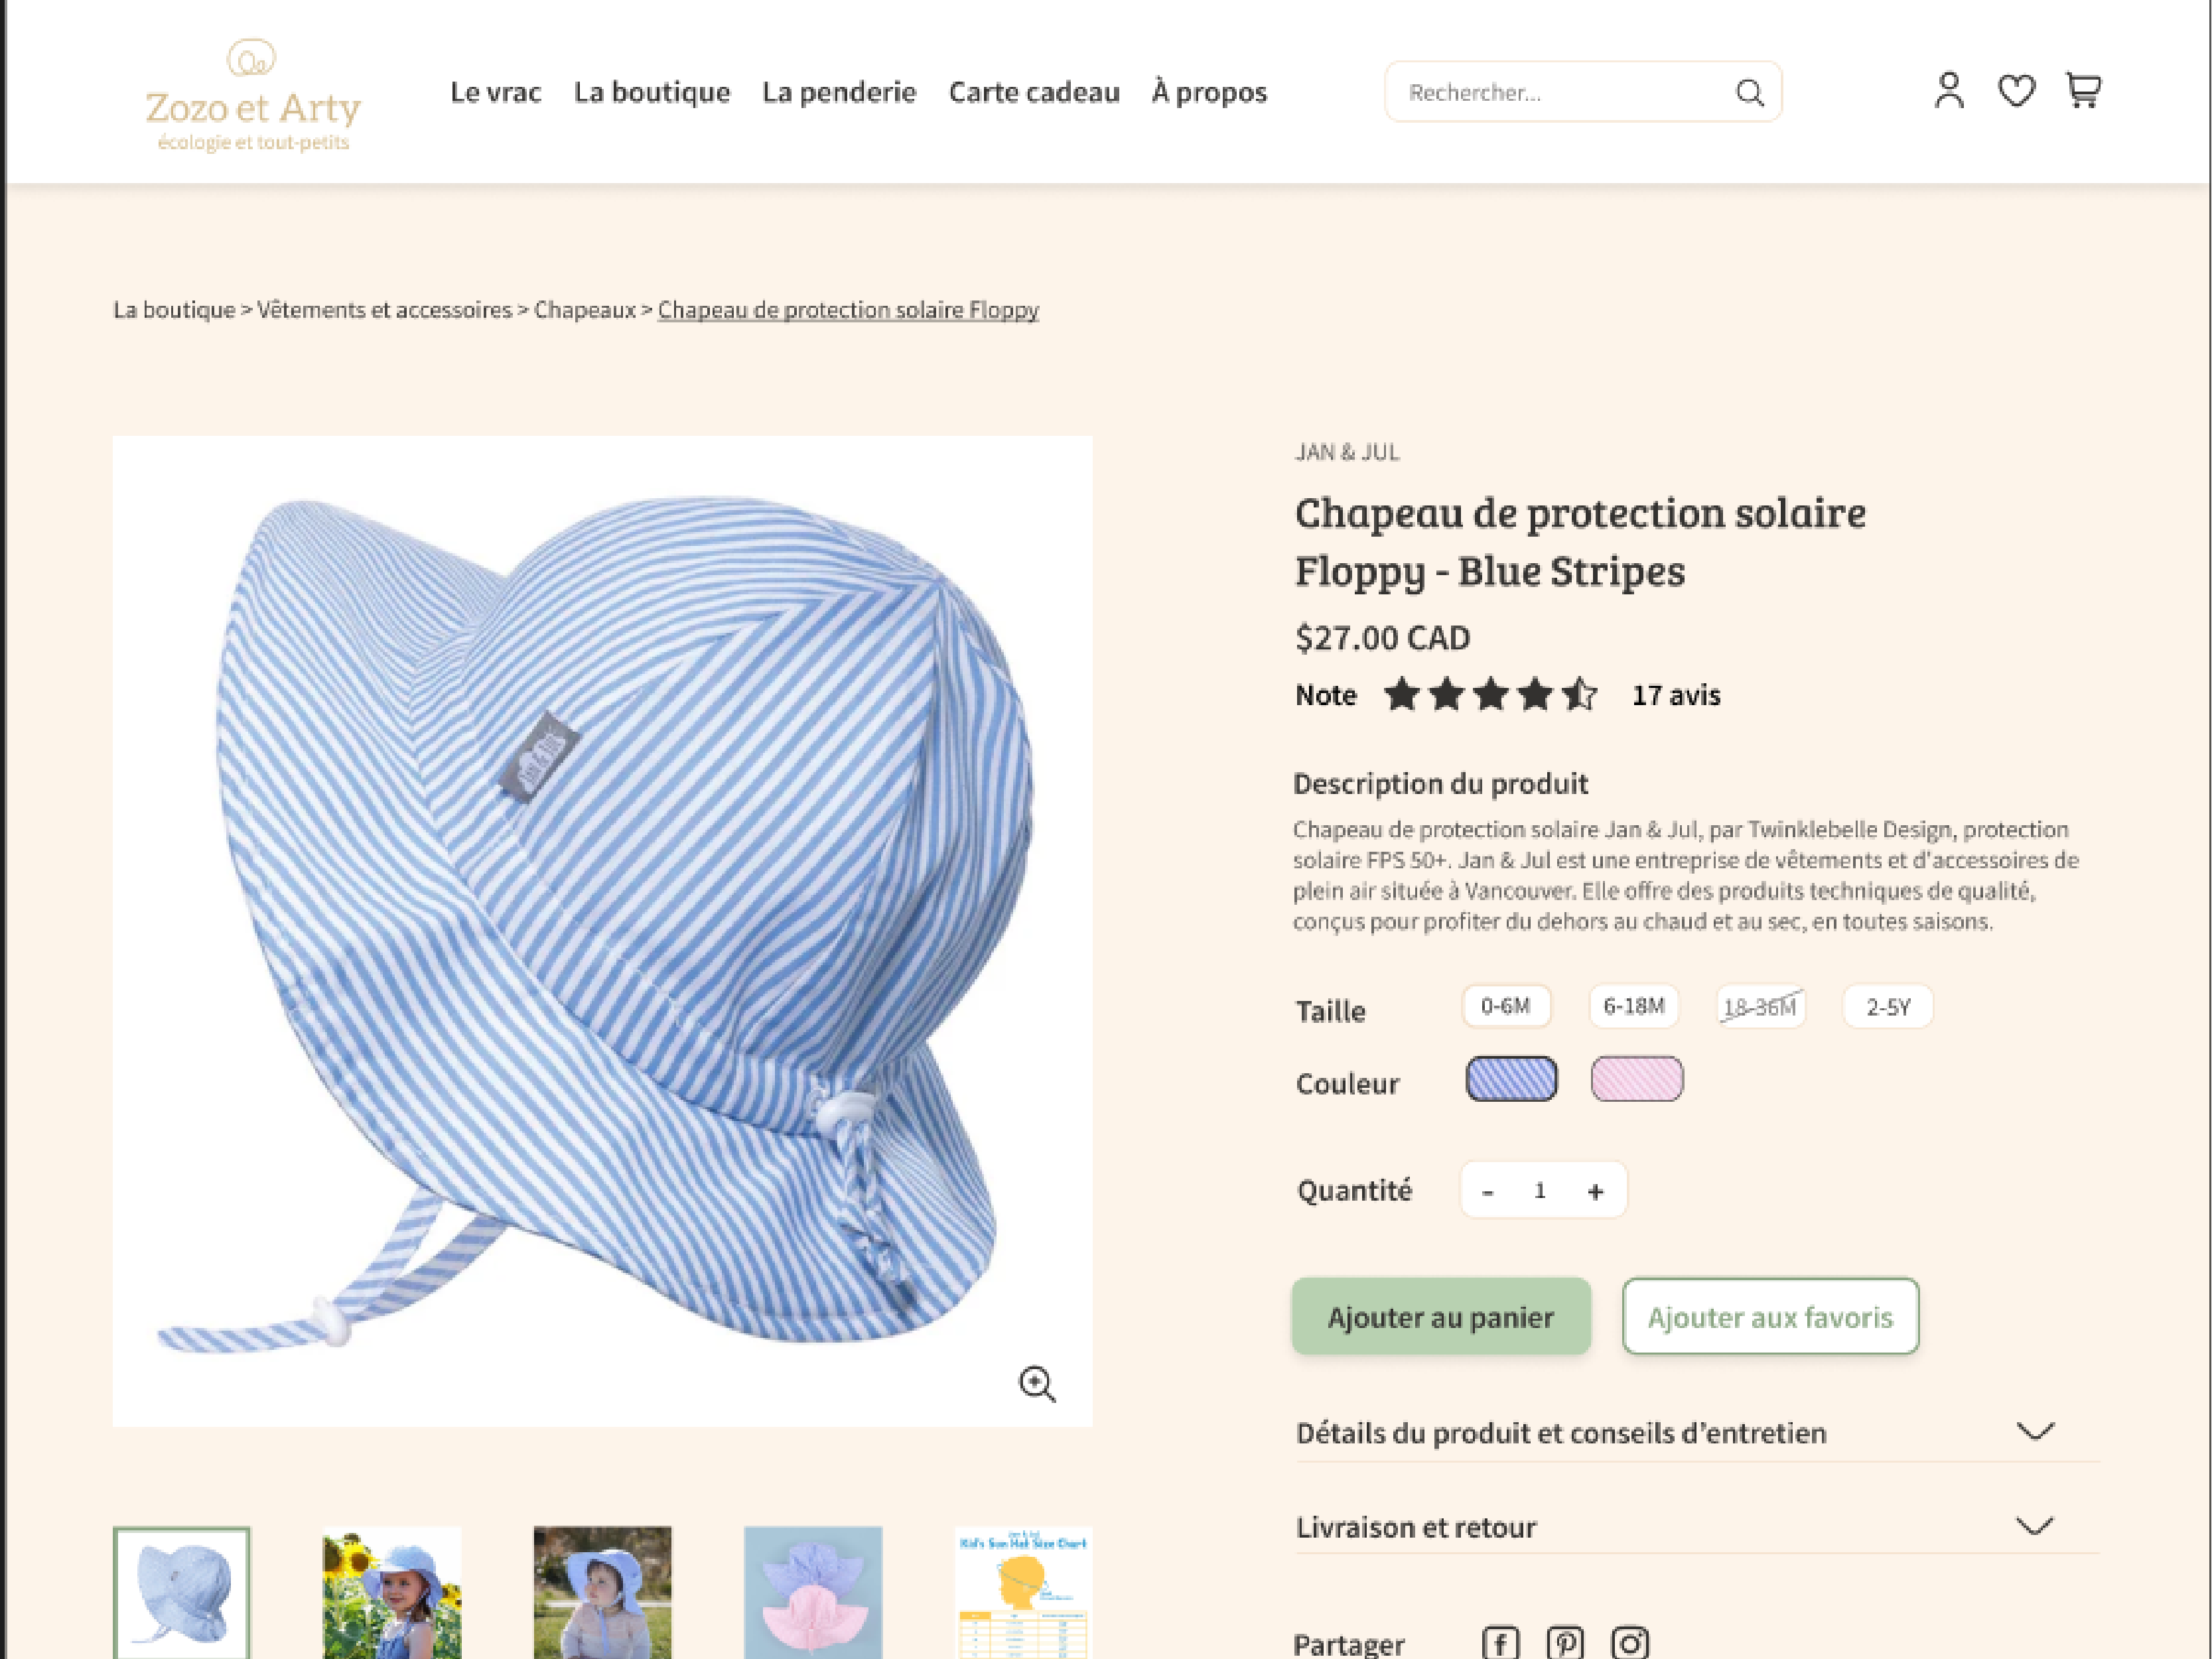 Zozo et Arty
écologie et tout-petits
Le vrac La boutique La penderie Carte cadeau À propos
Rechercher...
La boutique > Vêtements et accessoires > Chapeaux > Chapeau de protection solaire Floppy
JAN & JUL
Chapeau de protection solaire
Floppy - Blue Stripes
$27.00 CAD
Note 17 avis
Description du produit
Chapeau de protection solaire Jan & Jul, par Twinklebelle Design, protection
solaire FPS 50+. Jan & Jul est une entreprise de vêtements et d'accessoires de
plein air située à Vancouver. Elle offre des produits techniques de qualité,
conçus pour profiter du dehors au chaud et au sec, en toutes saisons.
Taille 0-6M 6-18M 18-36M 2-5Y
Couleur
Quantité - 1 +
Ajouter au panier Ajouter aux favoris
Détails du produit et conseils d'entretien
Livraison et retour
Partager
Jan & Jul
Kid's Sun Hat Size Chart